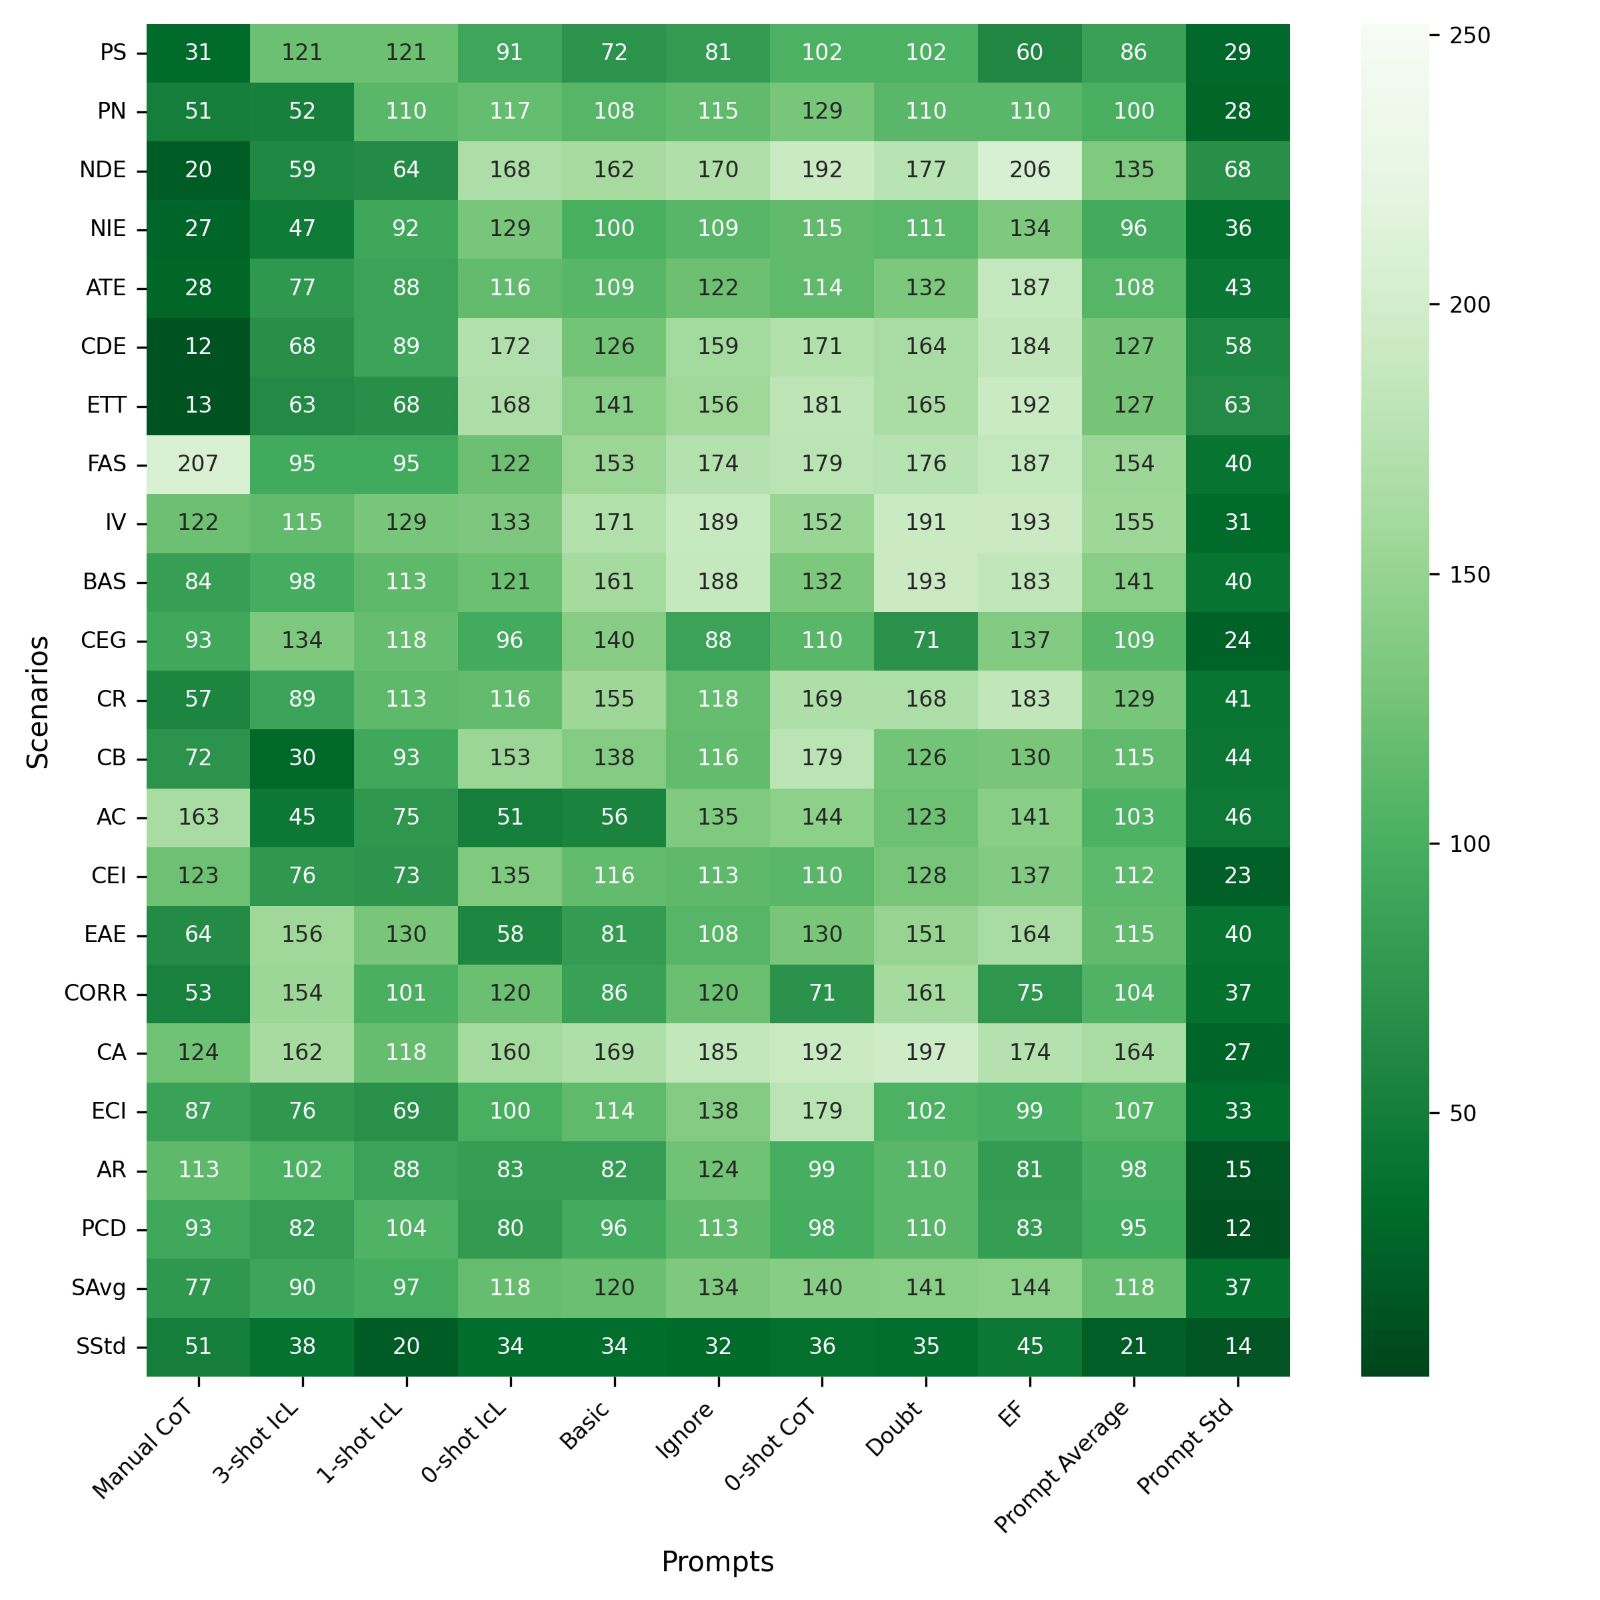 PS 31 121 121 91 72 81 102 102 60 86 29
PN 51 52 110 117 108 115 129 110 110 100 28
NDE 20 59 64 168 162 170 192 177 206 135 68
NIE 27 47 92 129 100 109 115 111 134 96 36
ATE 28 77 88 116 109 122 114 132 187 108 43
CDE 12 68 89 172 126 159 171 164 184 127 58
ETT 13 63 68 168 141 156 181 165 192 127 63
FAS 207 95 95 122 153 174 179 176 187 154 40
IV 122 115 129 133 171 189 152 191 193 155 31
BAS 84 98 113 121 161 188 132 193 183 141 40
CEG 93 134 118 96 140 88 110 71 137 109 24
CR 57 89 113 116 155 118 169 168 183 129 41
CB 72 30 93 153 138 116 179 126 130 115 44
AC 163 45 75 51 56 135 144 123 141 103 46
CEI 123 76 73 135 116 113 110 128 137 112 23
EAE 64 156 130 58 81 108 130 151 164 115 40
CORR 53 154 101 120 86 120 71 161 75 104 37
CA 124 162 118 160 169 185 192 197 174 164 27
ECI 87 76 69 100 114 138 179 102 99 107 33
AR 113 102 88 83 82 124 99 110 81 98 15
PCD 93 82 104 80 96 113 98 110 83 95 12
SAvg 77 90 97 118 120 134 140 141 144 118 37
SStd 51 38 20 34 34 32 36 35 45 21 14
Scenarios
Manual CoT
3-shot IcL
1-shot IcL
0-shot IcL
Basic
Ignore
0-shot CoT
Doubt
EF
Prompt Average
Prompt Std
Prompts
250
200
150
100
50